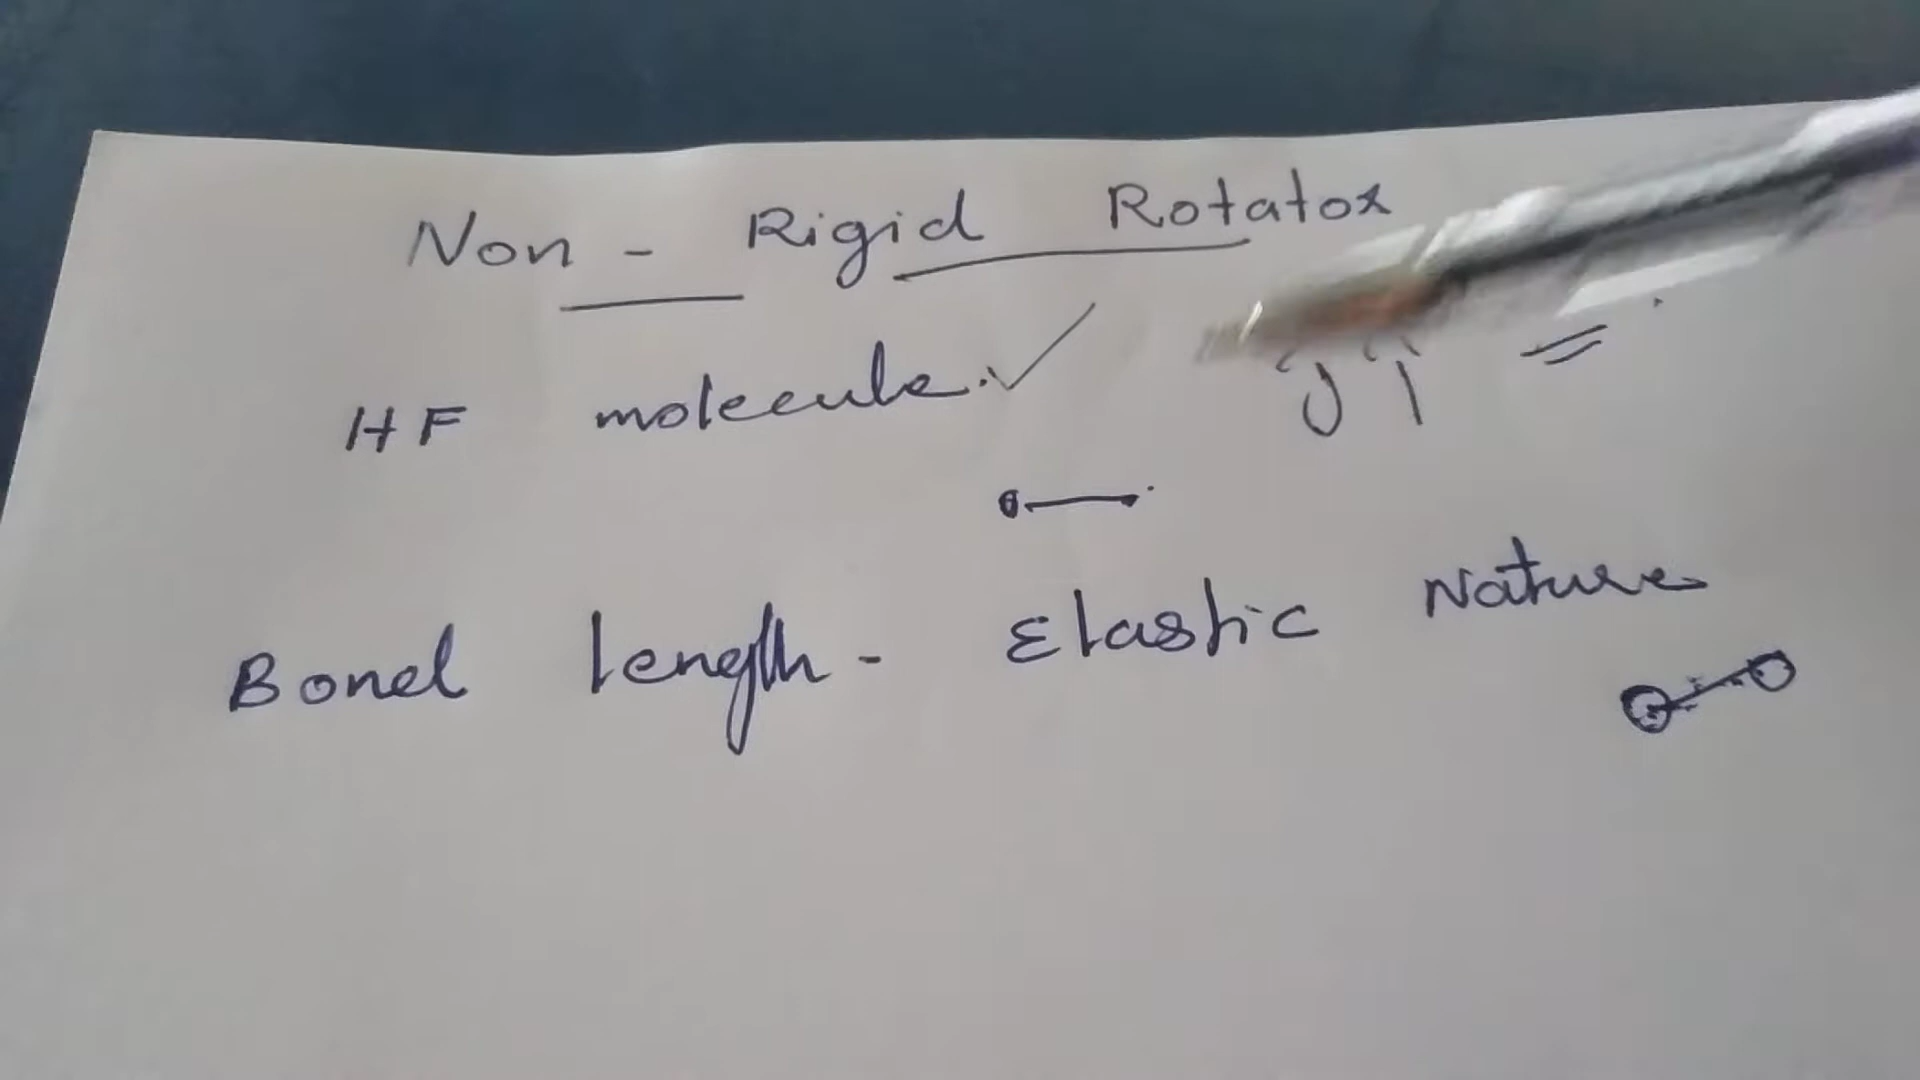 Non - Rigid Rotator
HF molecule.
Bond length - Elastic Nature